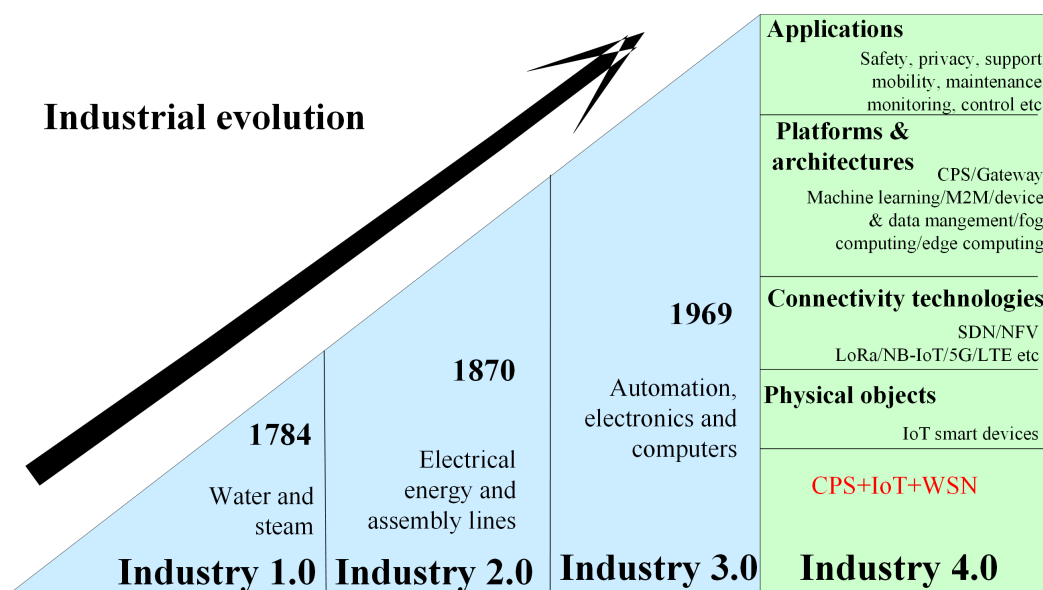 Industrial evolution
1784
Water and
steam
Industry 1.0
1870
Electrical
energy and
assembly lines
Industry 2.0
1969
Automation,
electronics and
computers
Industry 3.0
Applications
Safety, privacy, support
mobility, maintenance
monitoring, control etc
Platforms &
architectures
CPS/Gateway
Machine learning/M2M/device
& data mangement/fog
computing/edge computing
Connectivity technologies
SDN/NFV
LoRa/NB-IoT/5G/LTE etc
Physical objects
IoT smart devices
CPS+IoT+WSN
Industry 4.0